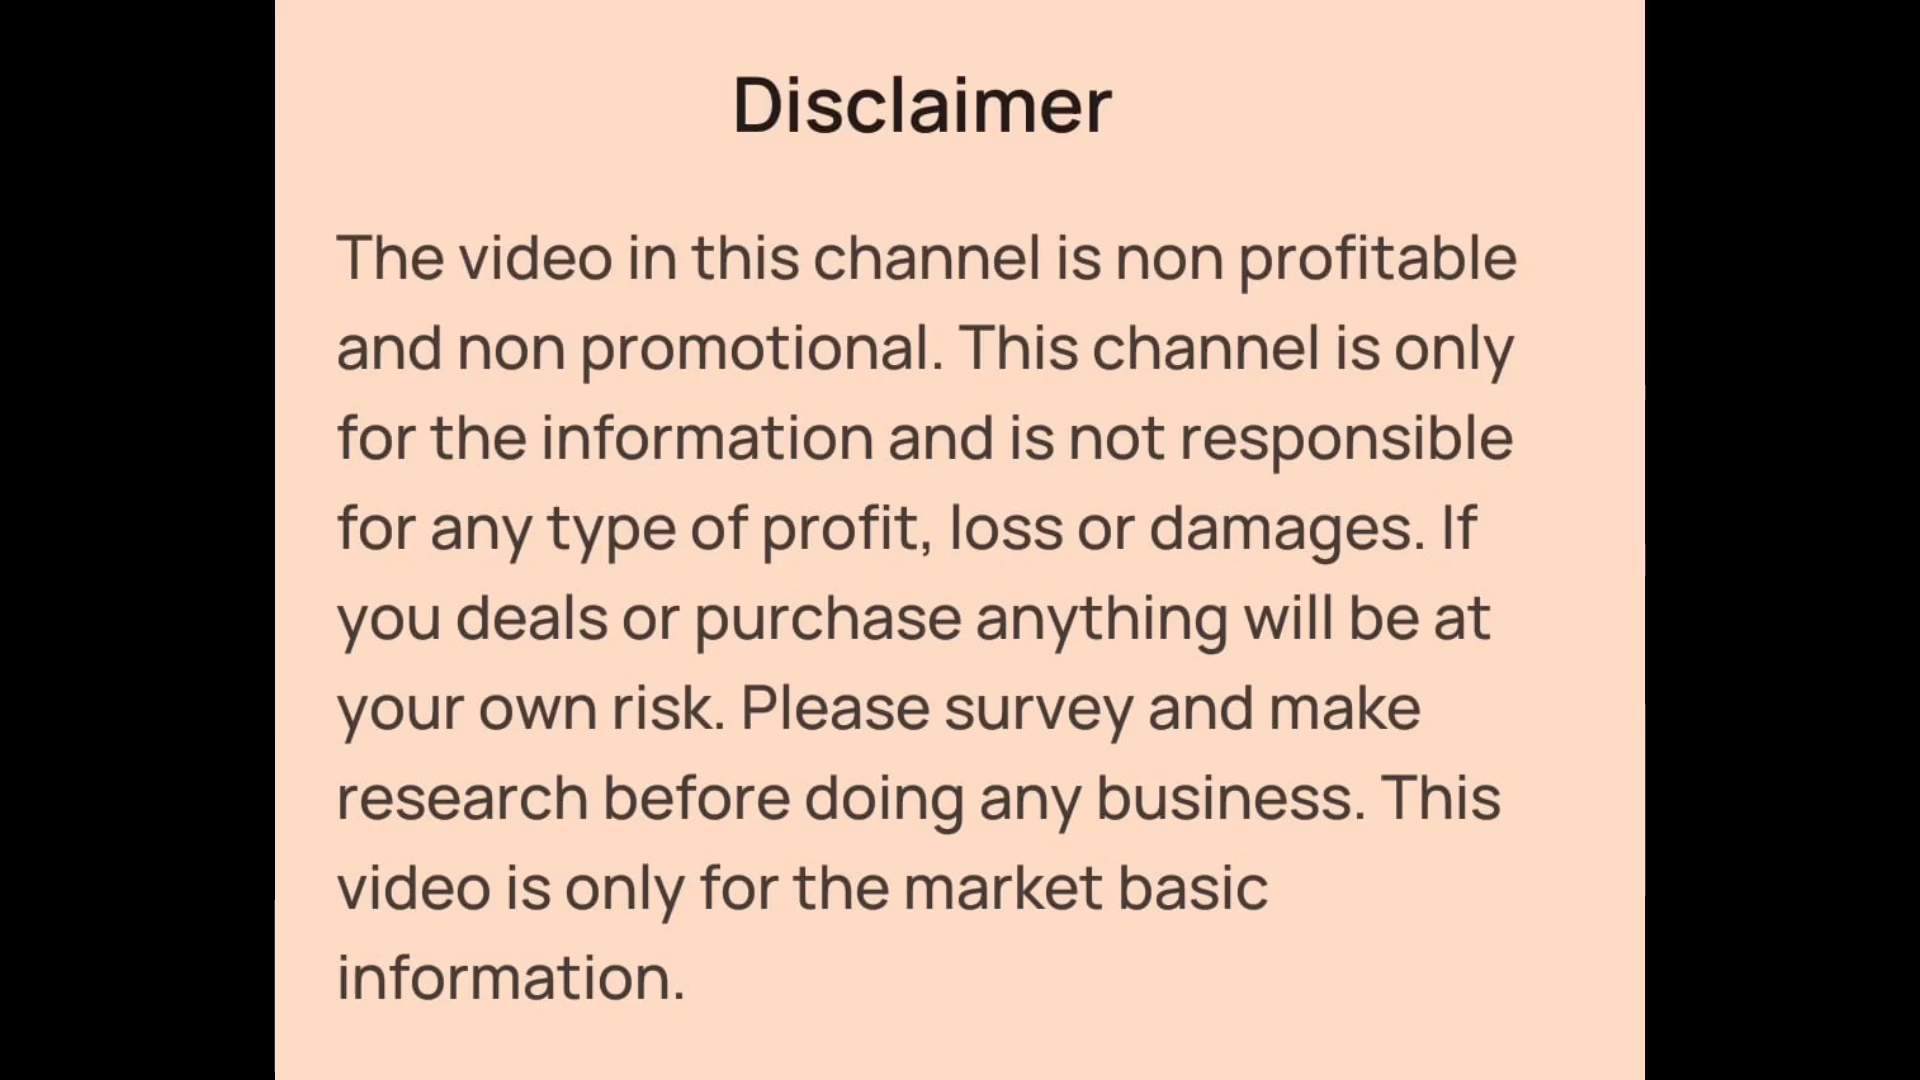 Disclaimer
The video in this channel is non profitable
and non promotional. This channel is only
for the information and is not responsible
for any type of profit, loss or damages. If
you deals or purchase anything will be at
your own risk. Please survey and make
research before doing any business. This
video is only for the market basic
information.